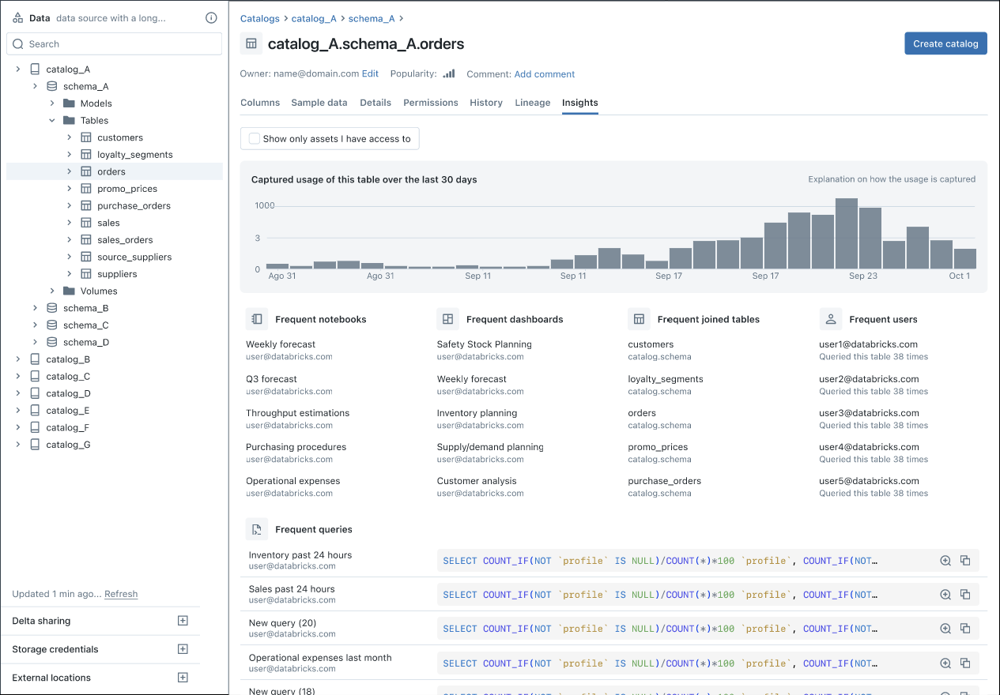 Data data source with a long...
Search
catalog_A
schema_A
Models
Tables
customers
loyalty_segments
orders
promo_prices
purchase_orders
sales
sales_orders
source_suppliers
suppliers
Volumes
schema_B
schema_C
schema_D
catalog_B
catalog_C
catalog_D
catalog_E
catalog_F
catalog_G
Updated 1 min ago... Refresh
Delta sharing
Storage credentials
External locations
Catalogs > catalog_A > schema_A >
catalog_A.schema_A.orders
Create catalog
Owner: name@domain.com Edit Popularity: Comment: Add comment
Columns Sample data Details Permissions History Lineage Insights
Show only assets I have access to
Captured usage of this table over the last 30 days
Explanation on how the usage is captured
1000
3
0
Ago 31 Ago 31 Sep 11 Sep 11 Sep 17 Sep 17 Sep 23 Oct 1
Frequent notebooks
Weekly forecast
user@databricks.com
Q3 forecast
user@databricks.com
Throughput estimations
user@databricks.com
Purchasing procedures
user@databricks.com
Operational expenses
user@databricks.com
Frequent dashboards
Safety Stock Planning
user@databricks.com
Weekly forecast
user@databricks.com
Inventory planning
user@databricks.com
Supply/demand planning
user@databricks.com
Customer analysis
user@databricks.com
Frequent joined tables
customers
catalog.schema
loyalty_segments
catalog.schema
orders
catalog.schema
promo_prices
catalog.schema
purchase_orders
catalog.schema
Frequent users
user1@databricks.com
Queried this table 38 times
user2@databricks.com
Queried this table 38 times
user3@databricks.com
Queried this table 38 times
user4@databricks.com
Queried this table 38 times
user5@databricks.com
Queried this table 38 times
Frequent queries
Inventory past 24 hours
user@databricks.com
SELECT COUNT_IF(NOT `profile` IS NULL)/COUNT(*)*100 `profile`, COUNT_IF(NOT…
Sales past 24 hours
user@databricks.com
SELECT COUNT_IF(NOT `profile` IS NULL)/COUNT(*)*100 `profile`, COUNT_IF(NOT…
New query (20)
user@databricks.com
SELECT COUNT_IF(NOT `profile` IS NULL)/COUNT(*)*100 `profile`, COUNT_IF(NOT…
Operational expenses last month
user@databricks.com
SELECT COUNT_IF(NOT `profile` IS NULL)/COUNT(*)*100 `profile`, COUNT_IF(NOT…
New query (18)